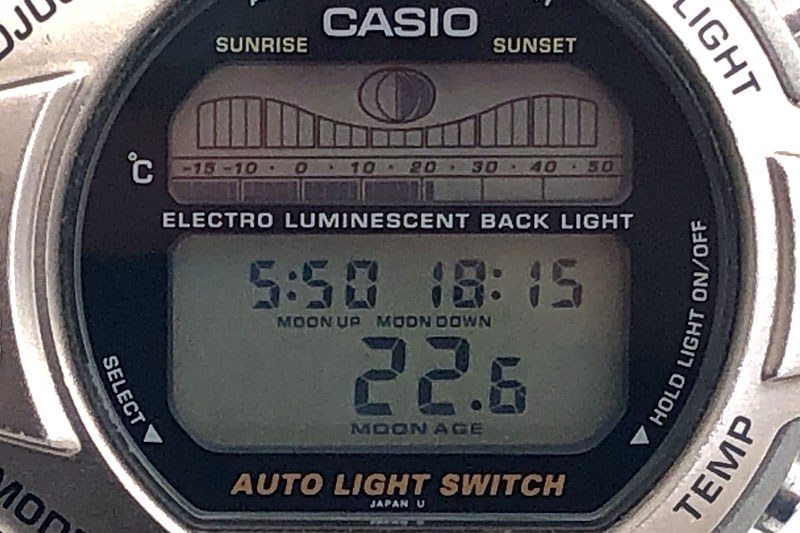 CASIO
SUNRISE SUNSET
LIGHT
°C -15 -10 · 0 · 10 · 20 · 30 · 40 · 50
ELECTRO LUMINESCENT BACK LIGHT
5:50 18:15
MOON UP MOON DOWN
22.6
MOON AGE
SELECT
HOLD LIGHT ON/OFF
AUTO LIGHT SWITCH
JAPAN U
TEMP